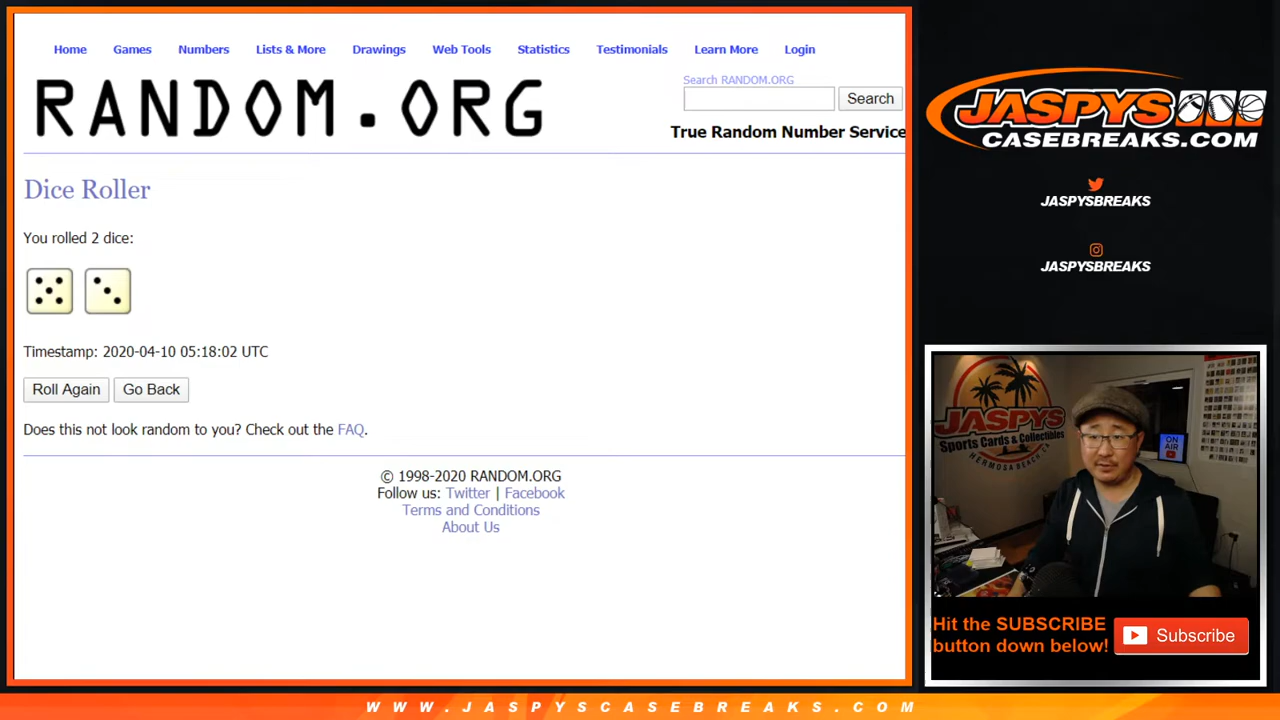 Home Games Numbers Lists & More Drawings Web Tools Statistics Testimonials Learn More Login
RANDOM.ORG
Search RANDOM.ORG
Search
True Random Number Service
Dice Roller
You rolled 2 dice:
Timestamp: 2020-04-10 05:18:02 UTC
Roll Again Go Back
Does this not look random to you? Check out the FAQ.
© 1998-2020 RANDOM.ORG
Follow us: Twitter | Facebook
Terms and Conditions
About Us
JASPYS
CASEBREAKS.COM
JASPYSBREAKS
JASPYSBREAKS
JASPYS
Sports Cards & Collectibles
HERMOSA BEACH CA
ON
AIR
Hit the SUBSCRIBE
button down below!
Subscribe
WWW.JASPYSCASEBREAKS.COM